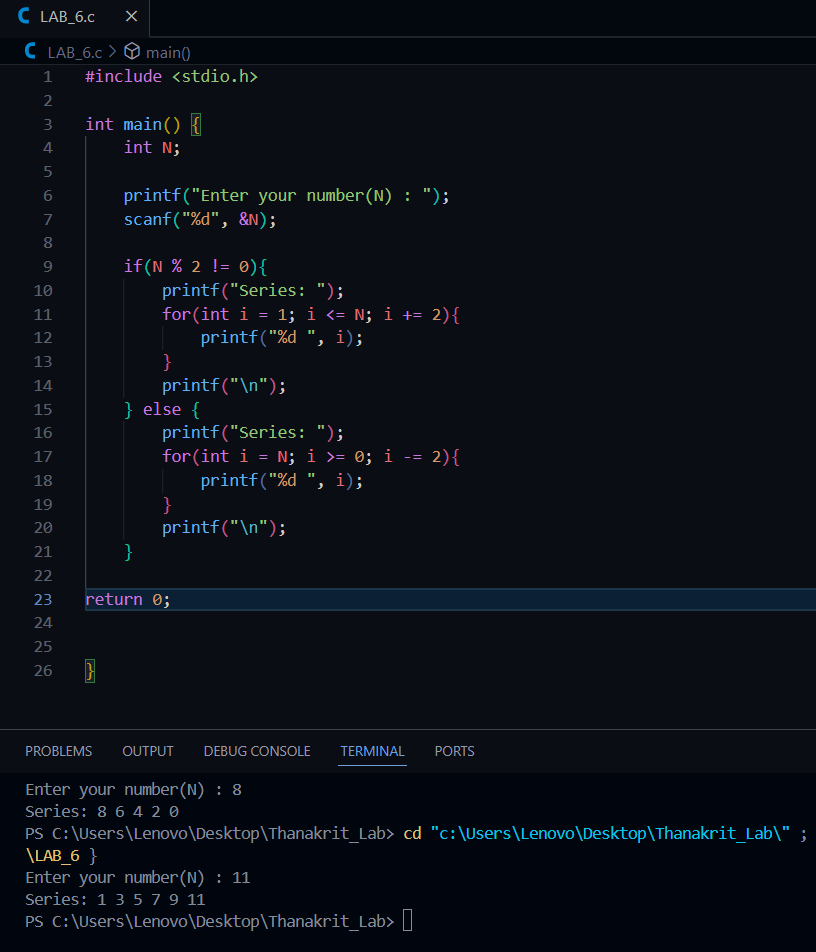 LAB_6.c
LAB_6.c > main()
1 #include <stdio.h>
2
3 int main() {
4     int N;
5
6     printf("Enter your number(N) : ");
7     scanf("%d", &N);
8
9     if(N % 2 != 0){
10         printf("Series: ");
11         for(int i = 1; i <= N; i += 2){
12             printf("%d ", i);
13         }
14         printf("\n");
15     } else {
16         printf("Series: ");
17         for(int i = N; i >= 0; i -= 2){
18             printf("%d ", i);
19         }
20         printf("\n");
21     }
22
23 return 0;
24
25
26 }
PROBLEMS OUTPUT DEBUG CONSOLE TERMINAL PORTS
Enter your number(N) : 8
Series: 8 6 4 2 0
PS C:\Users\Lenovo\Desktop\Thanakrit_Lab> cd "c:\Users\Lenovo\Desktop\Thanakrit_Lab\" ;
\LAB_6 }
Enter your number(N) : 11
Series: 1 3 5 7 9 11
PS C:\Users\Lenovo\Desktop\Thanakrit_Lab>